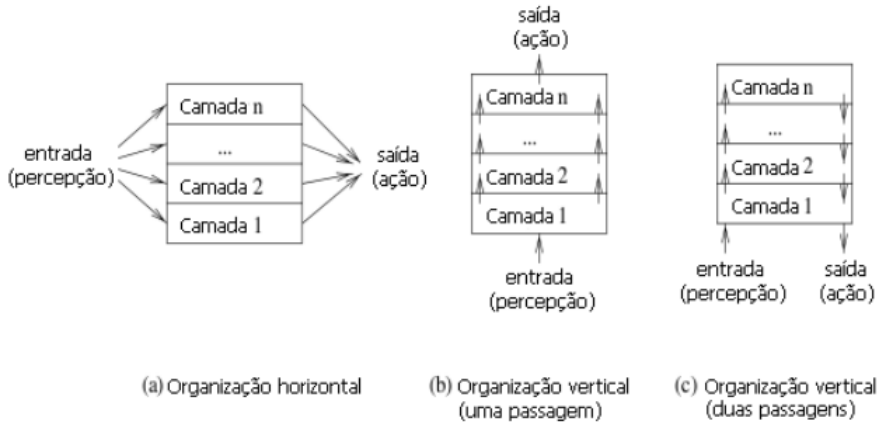 entrada
(percepção)
Camada n
...
Camada 2
Camada 1
saída
(ação)
(a) Organização horizontal
saída
(ação)
Camada n
...
Camada 2
Camada 1
entrada
(percepção)
(b) Organização vertical
(uma passagem)
Camada n
...
Camada 2
Camada 1
entrada
(percepção)
saída
(ação)
(c) Organização vertical
(duas passagens)